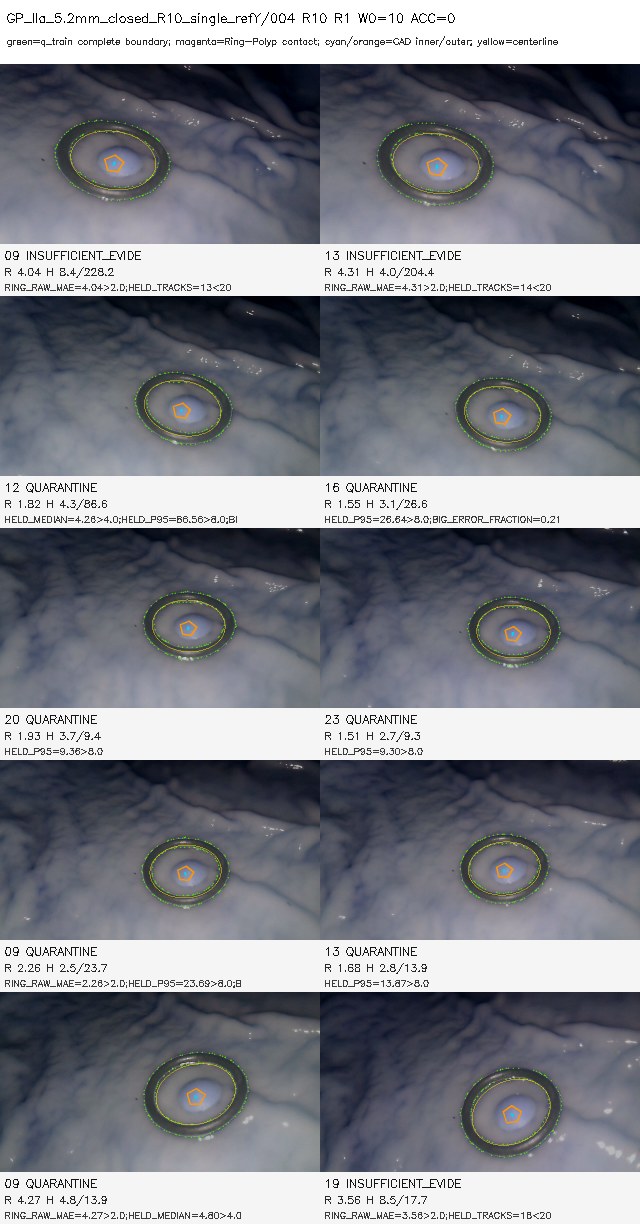 GP_IIa_5.2mm_closed_R10_single_refY/004 R10 R1 W0=10 ACC=0
green=q_train complete boundary; magenta=Ring-Polyp contact; cyan/orange=CAD inner/outer; yellow=centerline
09 INSUFFICIENT_EVIDE
R 4.04 H 8.4/228.2
RING_RAW_MAE=4.04>2.0;HELD_TRACKS=13<20
13 INSUFFICIENT_EVIDE
R 4.31 H 4.0/204.4
RING_RAW_MAE=4.31>2.0;HELD_TRACKS=14<20
12 QUARANTINE
R 1.82 H 4.3/86.6
HELD_MEDIAN=4.26>4.0;HELD_P95=86.56>8.0;BI
16 QUARANTINE
R 1.55 H 3.1/26.6
HELD_P95=26.64>8.0;BIG_ERROR_FRACTION=0.21
20 QUARANTINE
R 1.93 H 3.7/9.4
HELD_P95=9.36>8.0
23 QUARANTINE
R 1.51 H 2.7/9.3
HELD_P95=9.30>8.0
09 QUARANTINE
R 2.26 H 2.5/23.7
RING_RAW_MAE=2.26>2.0;HELD_P95=23.69>8.0;B
13 QUARANTINE
R 1.68 H 2.8/13.9
HELD_P95=13.87>8.0
09 QUARANTINE
R 4.27 H 4.8/13.9
RING_RAW_MAE=4.27>2.0;HELD_MEDIAN=4.80>4.0
19 INSUFFICIENT_EVIDE
R 3.56 H 8.5/17.7
RING_RAW_MAE=3.56>2.0;HELD_TRACKS=18<20